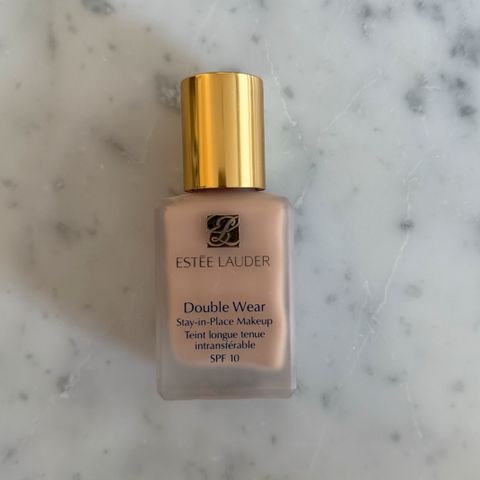 ESTĒE LAUDER
Double Wear
Stay-in-Place Makeup
Teint longue tenue
intransférable
SPF 10